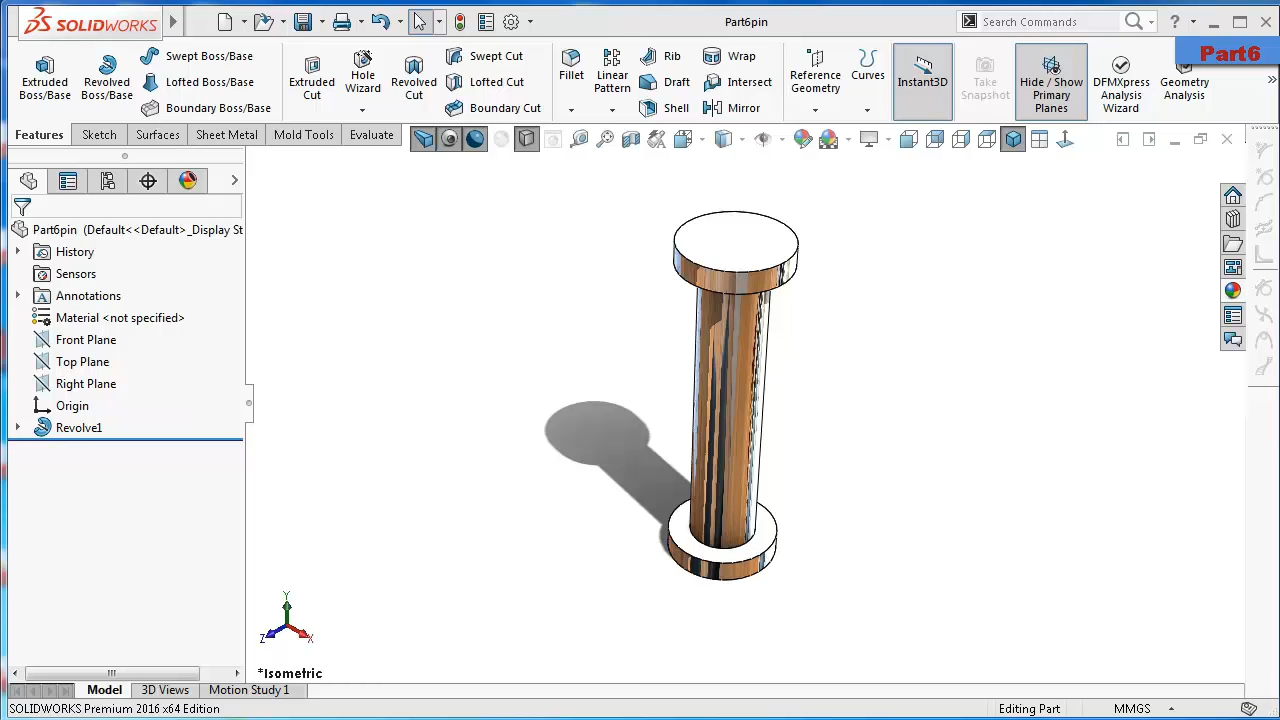 SOLIDWORKS
Part6pin
Search Commands
?
Part6
Extruded Boss/Base
Revolved Boss/Base
Swept Boss/Base
Lofted Boss/Base
Boundary Boss/Base
Extruded Cut
Hole Wizard
Revolved Cut
Swept Cut
Lofted Cut
Boundary Cut
Fillet
Linear Pattern
Rib
Draft
Shell
Wrap
Intersect
Mirror
Reference Geometry
Curves
Instant3D
Take Snapshot
Hide / Show Primary Planes
DFMXpress Analysis Wizard
Geometry Analysis
Features
Sketch
Surfaces
Sheet Metal
Mold Tools
Evaluate
Part6pin (Default<<Default>_Display St
History
Sensors
Annotations
Material <not specified>
Front Plane
Top Plane
Right Plane
Origin
Revolve1
Y
Z
X
*Isometric
Model
3D Views
Motion Study 1
SOLIDWORKS Premium 2016 x64 Edition
Editing Part
MMGS